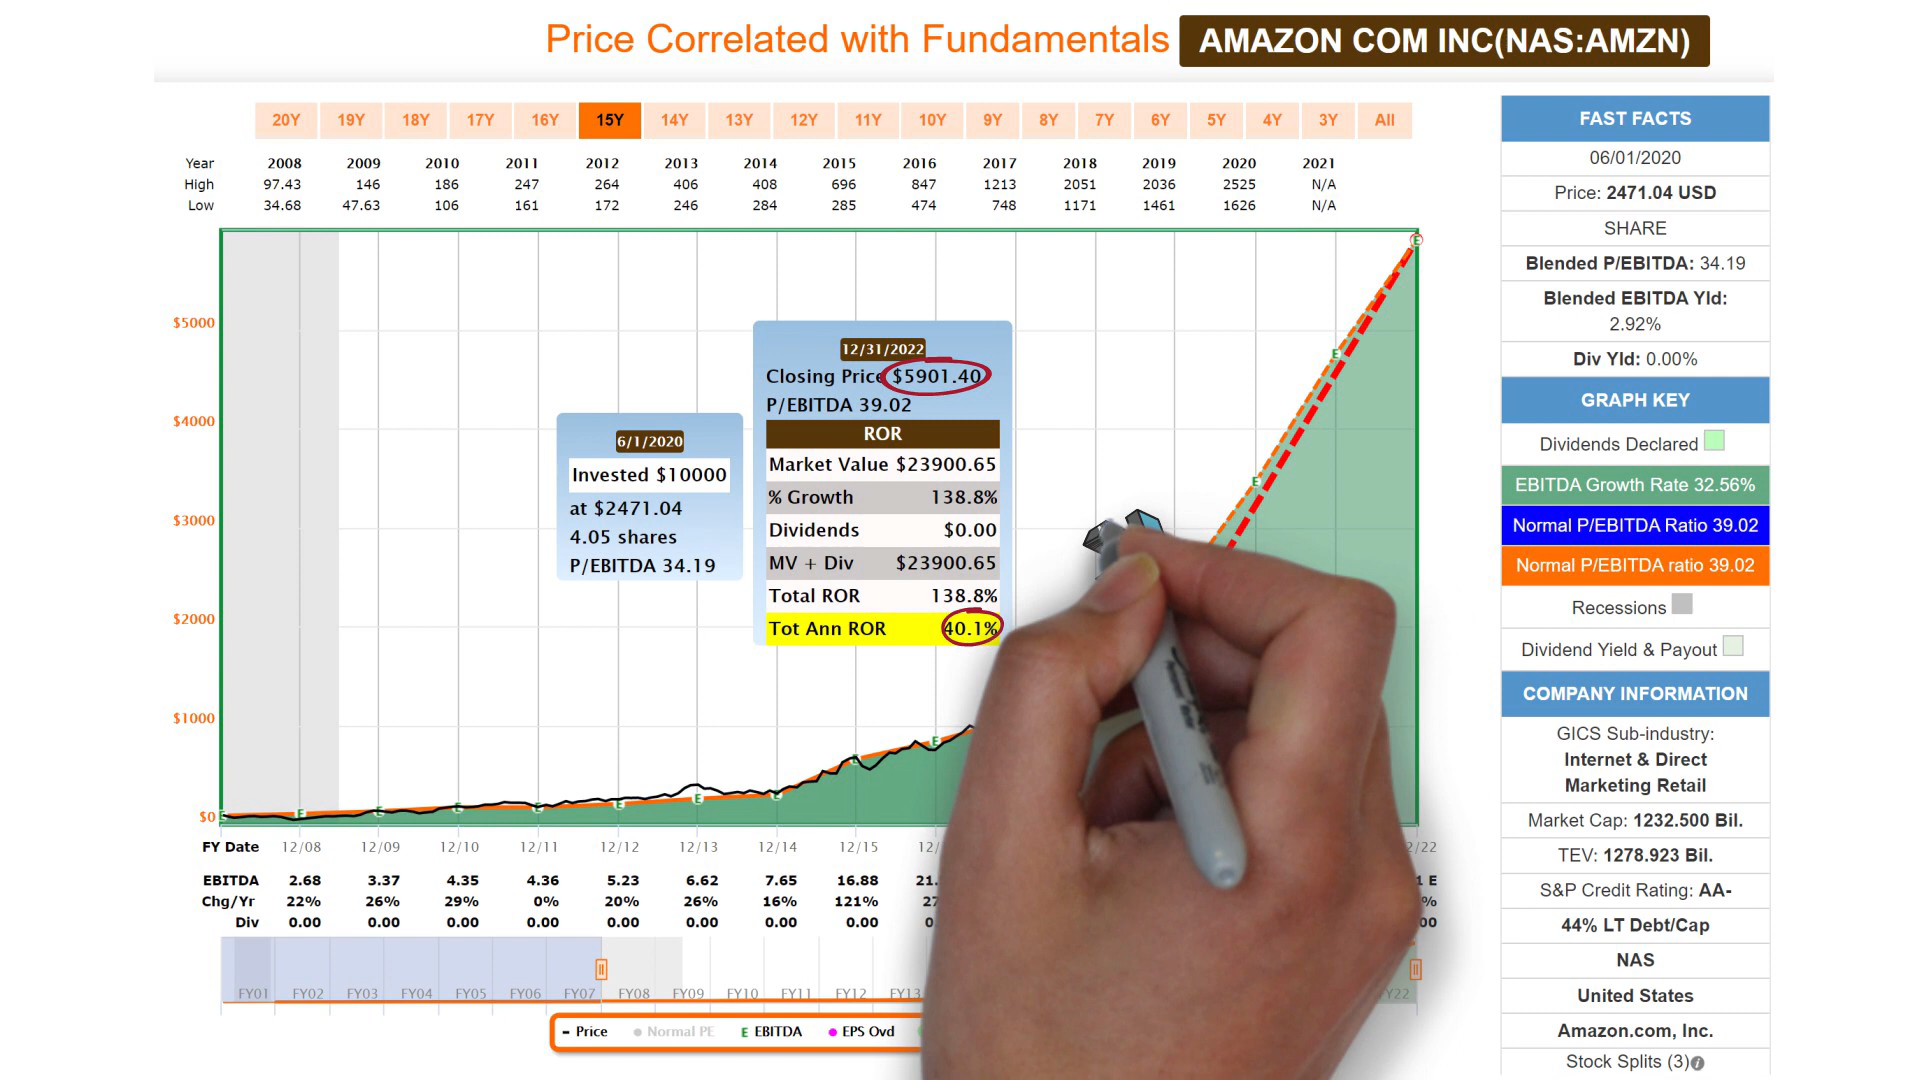 Price Correlated with Fundamentals AMAZON COM INC(NAS:AMZN)
20Y 19Y 18Y 17Y 16Y 15Y 14Y 13Y 12Y 11Y 10Y 9Y 8Y 7Y 6Y 5Y 4Y 3Y All
Year 2008 2009 2010 2011 2012 2013 2014 2015 2016 2017 2018 2019 2020 2021
High 97.43 146 186 247 264 406 408 696 847 1213 2051 2036 2525 N/A
Low 34.68 47.63 106 161 172 246 284 285 474 748 1171 1461 1626 N/A
$5000
$4000
$3000
$2000
$1000
$0
6/1/2020
Invested $10000
at $2471.04
4.05 shares
P/EBITDA 34.19
12/31/2022
Closing Price $5901.40
P/EBITDA 39.02
ROR
Market Value $23900.65
% Growth 138.8%
Dividends $0.00
MV + Div $23900.65
Total ROR 138.8%
Tot Ann ROR 40.1%
E E E E E E E E E E E E E
FY Date 12/08 12/09 12/10 12/11 12/12 12/13 12/14 12/15 12/ 2/22
EBITDA 2.68 3.37 4.35 4.36 5.23 6.62 7.65 16.88 21. 1 E
Chg/Yr 22% 26% 29% 0% 20% 26% 16% 121% 27 %
Div 0.00 0.00 0.00 0.00 0.00 0.00 0.00 0.00 0 00
FY01 FY02 FY03 FY04 FY05 FY06 FY07 FY08 FY09 FY10 FY11 FY12 FY13 Y22
Price Normal PE E EBITDA EPS Ovd
FAST FACTS
06/01/2020
Price: 2471.04 USD
SHARE
Blended P/EBITDA: 34.19
Blended EBITDA Yld:
2.92%
Div Yld: 0.00%
GRAPH KEY
Dividends Declared
EBITDA Growth Rate 32.56%
Normal P/EBITDA Ratio 39.02
Normal P/EBITDA ratio 39.02
Recessions
Dividend Yield & Payout
COMPANY INFORMATION
GICS Sub-industry:
Internet & Direct
Marketing Retail
Market Cap: 1232.500 Bil.
TEV: 1278.923 Bil.
S&P Credit Rating: AA-
44% LT Debt/Cap
NAS
United States
Amazon.com, Inc.
Stock Splits (3)